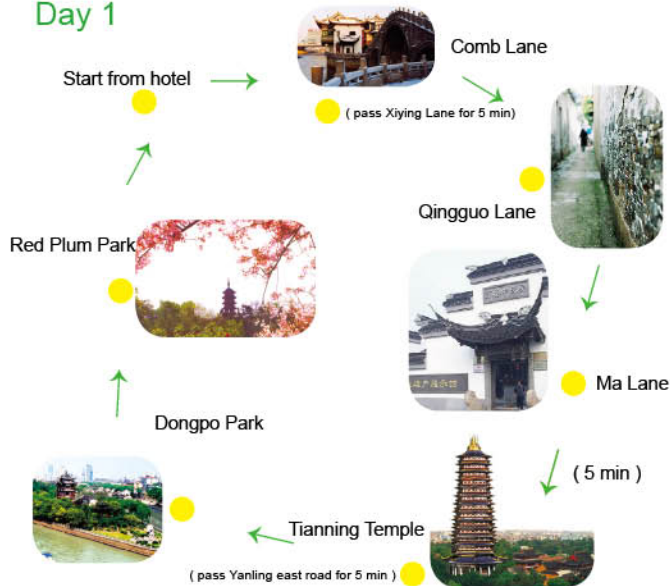 Day 1
Start from hotel
Comb Lane
( pass Xiying Lane for 5 min)
Qingguo Lane
Red Plum Park
Ma Lane
Dongpo Park
( 5 min )
Tianning Temple
( pass Yanling east road for 5 min )